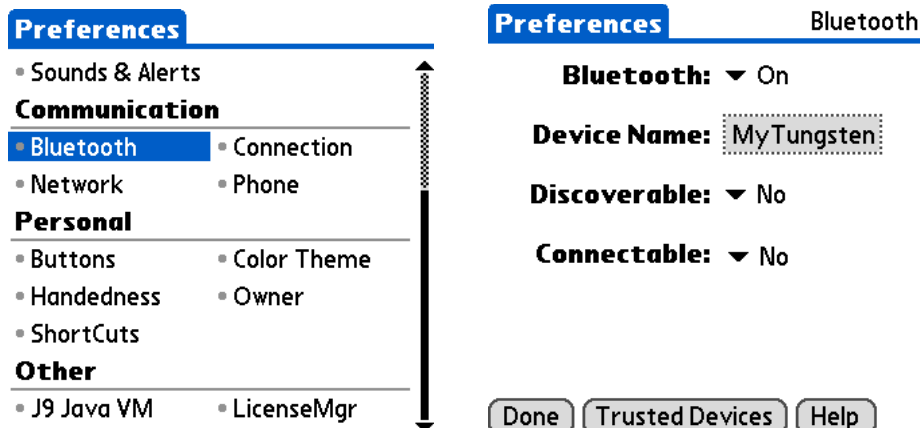 Preferences
• Sounds & Alerts
Communication
• Bluetooth • Connection
• Network • Phone
Personal
• Buttons • Color Theme
• Handedness • Owner
• ShortCuts
Other
• J9 Java VM • LicenseMgr
Preferences Bluetooth
Bluetooth: On
Device Name: MyTungsten
Discoverable: No
Connectable: No
Done Trusted Devices Help